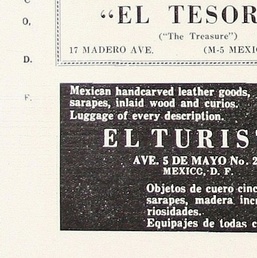 O,
D.
F.
"EL TESOR
("The Treasure")
17 MADERO AVE. (M-5 MEXI
Mexican handcarved leather goods,
sarapes, inlaid wood and curios.
Luggage of every description.
EL TURIS
AVE. 5 DE MAYO No. 2
MEXICO, D. F.
Objetos de cuero cinc
sarapes, madera inc
riosidades.
Equipajes de todas c